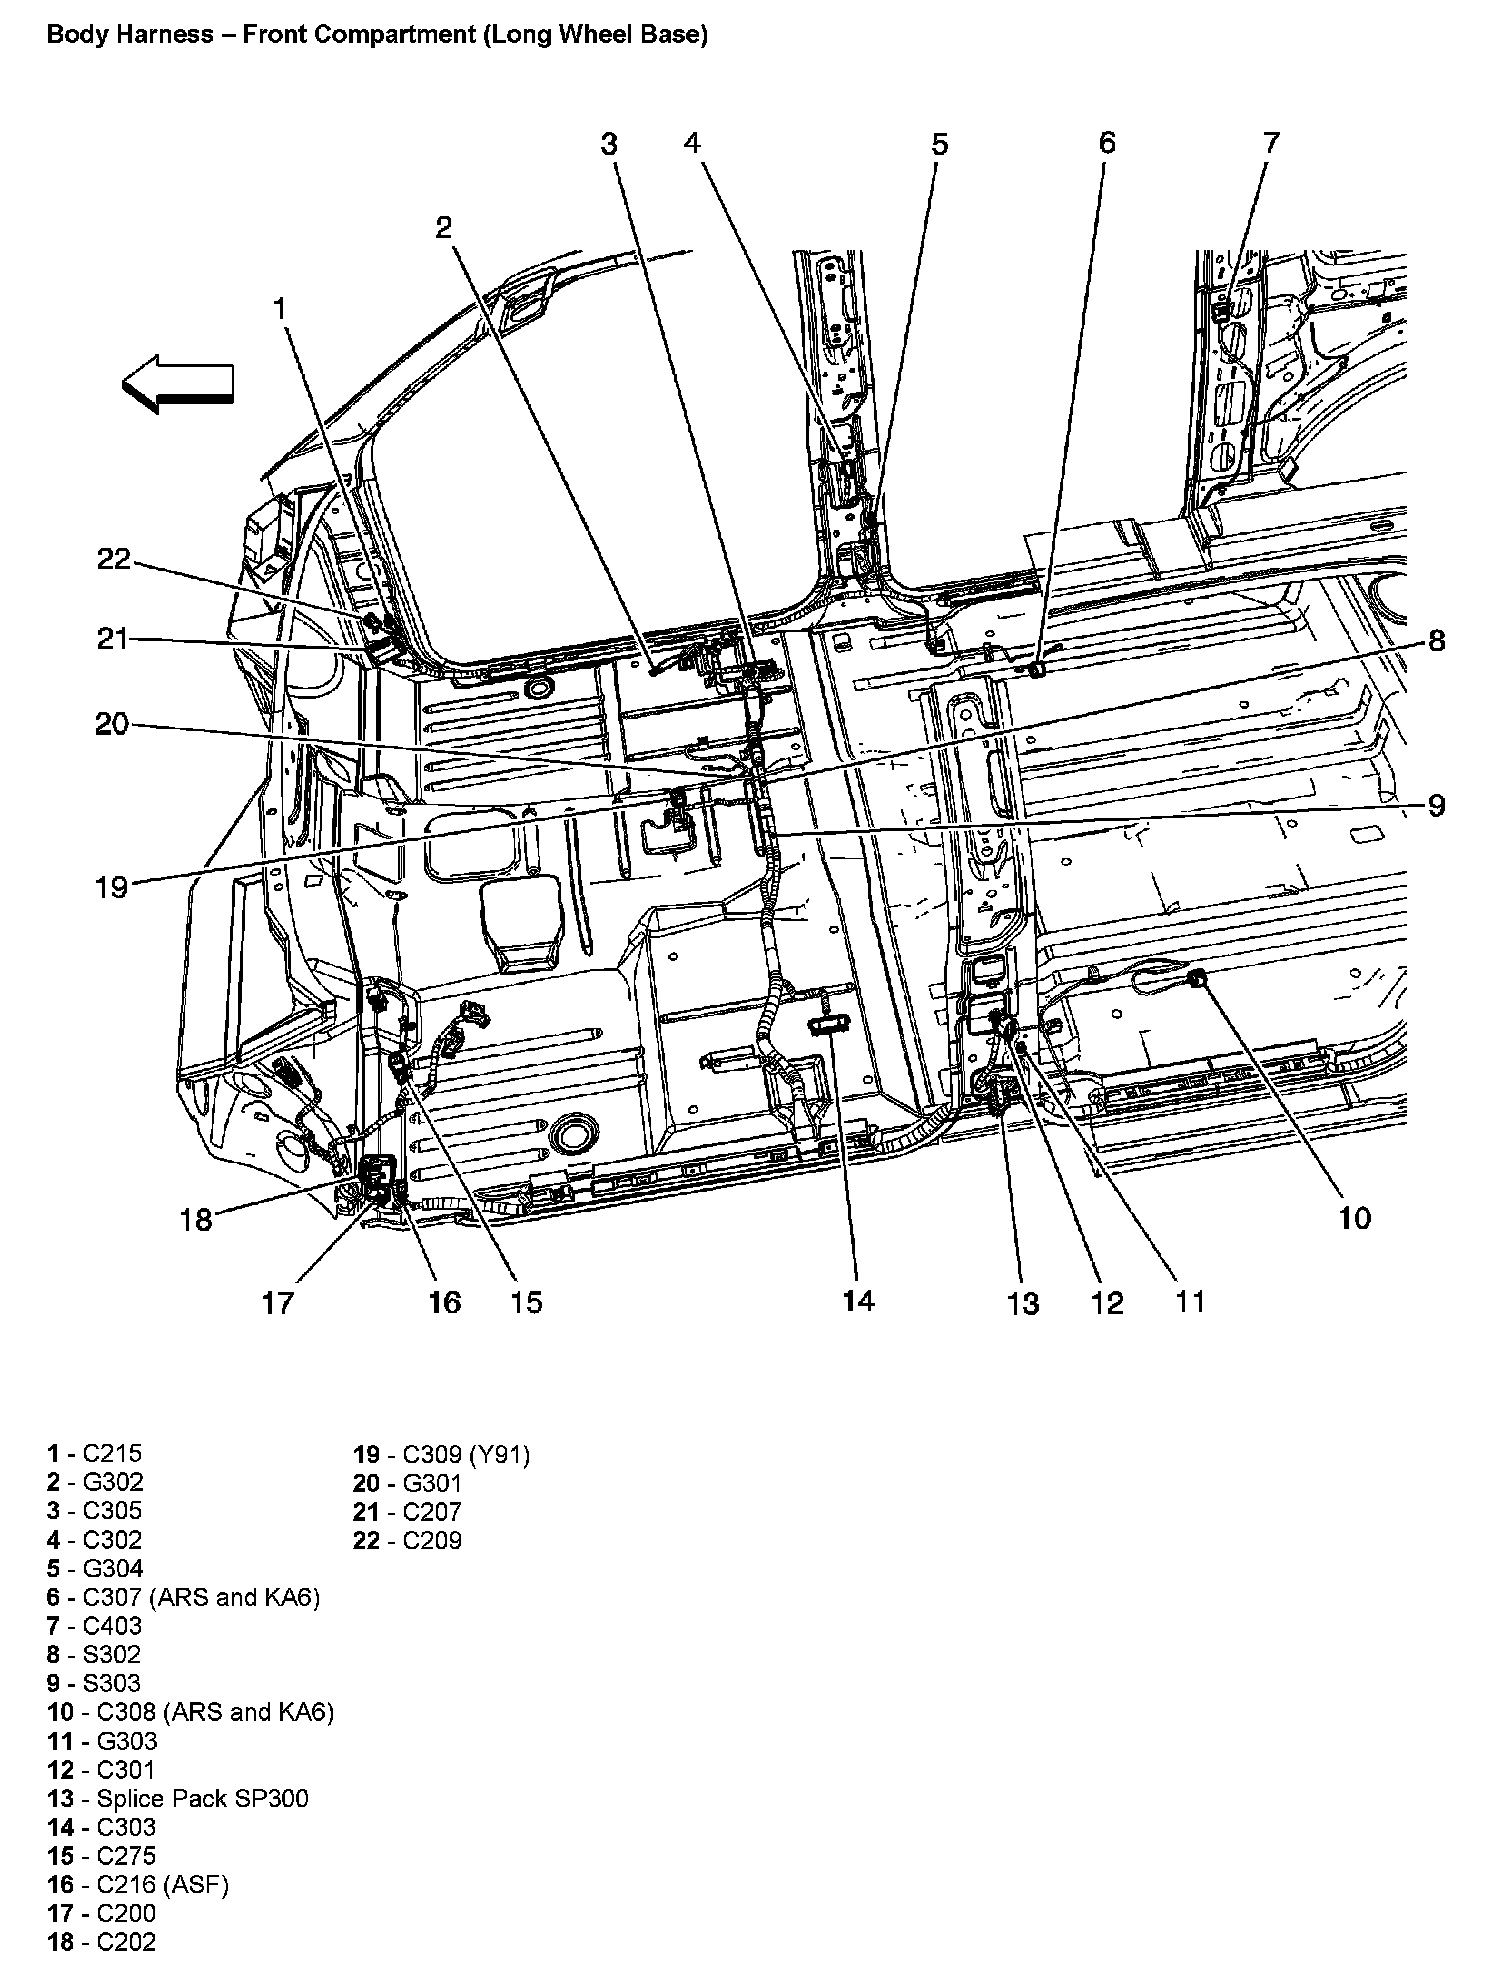 Body Harness – Front Compartment (Long Wheel Base)
3 4 5 6 7
2
1
22
21
8
20
9
19
18
10
17 16 15 14 13 12 11
1 - C215
2 - G302
3 - C305
4 - C302
5 - G304
6 - C307 (ARS and KA6)
7 - C403
8 - S302
9 - S303
10 - C308 (ARS and KA6)
11 - G303
12 - C301
13 - Splice Pack SP300
14 - C303
15 - C275
16 - C216 (ASF)
17 - C200
18 - C202
19 - C309 (Y91)
20 - G301
21 - C207
22 - C209